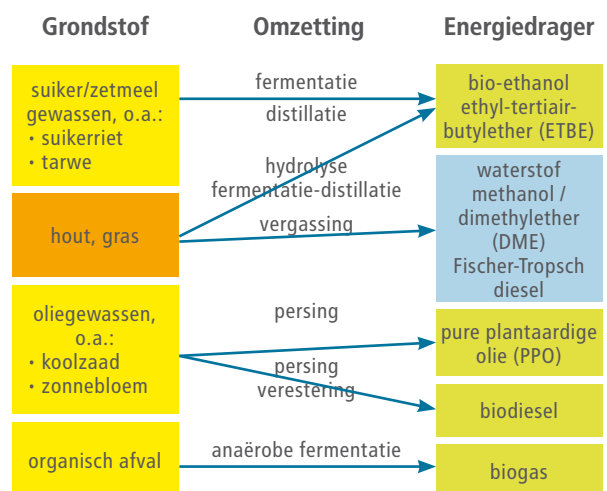 Grondstof
Omzetting
Energiedrager
suiker/zetmeel
gewassen, o.a.:
· suikerriet
· tarwe
fermentatie
distillatie
bio-ethanol
ethyl-tertiair-
butylether (ETBE)
hout, gras
hydrolyse
fermentatie-distillatie
vergassing
waterstof
methanol /
dimethylether
(DME)
Fischer-Tropsch
diesel
oliegewassen,
o.a.:
· koolzaad
· zonnebloem
persing
persing
verestering
pure plantaardige
olie (PPO)
biodiesel
organisch afval
anaërobe fermentatie
biogas